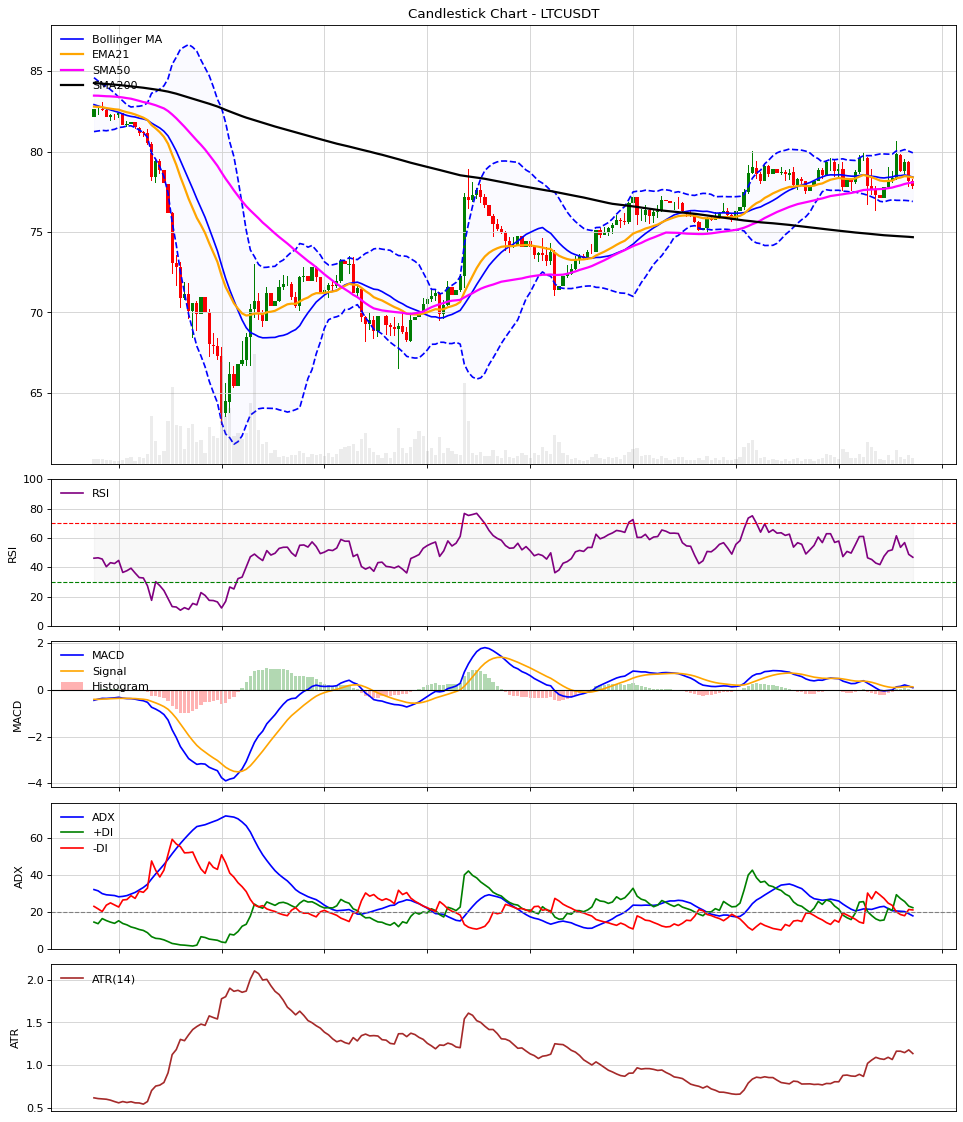 Candlestick Chart - LTCUSDT
Bollinger MA
EMA21
SMA50
SMA200
85
80
75
70
65
RSI
100
80
60
40
20
0
RSI
MACD
Signal
Histogram
2
0
−2
−4
MACD
ADX
+DI
-DI
60
40
20
0
ADX
ATR(14)
2.0
1.5
1.0
0.5
ATR